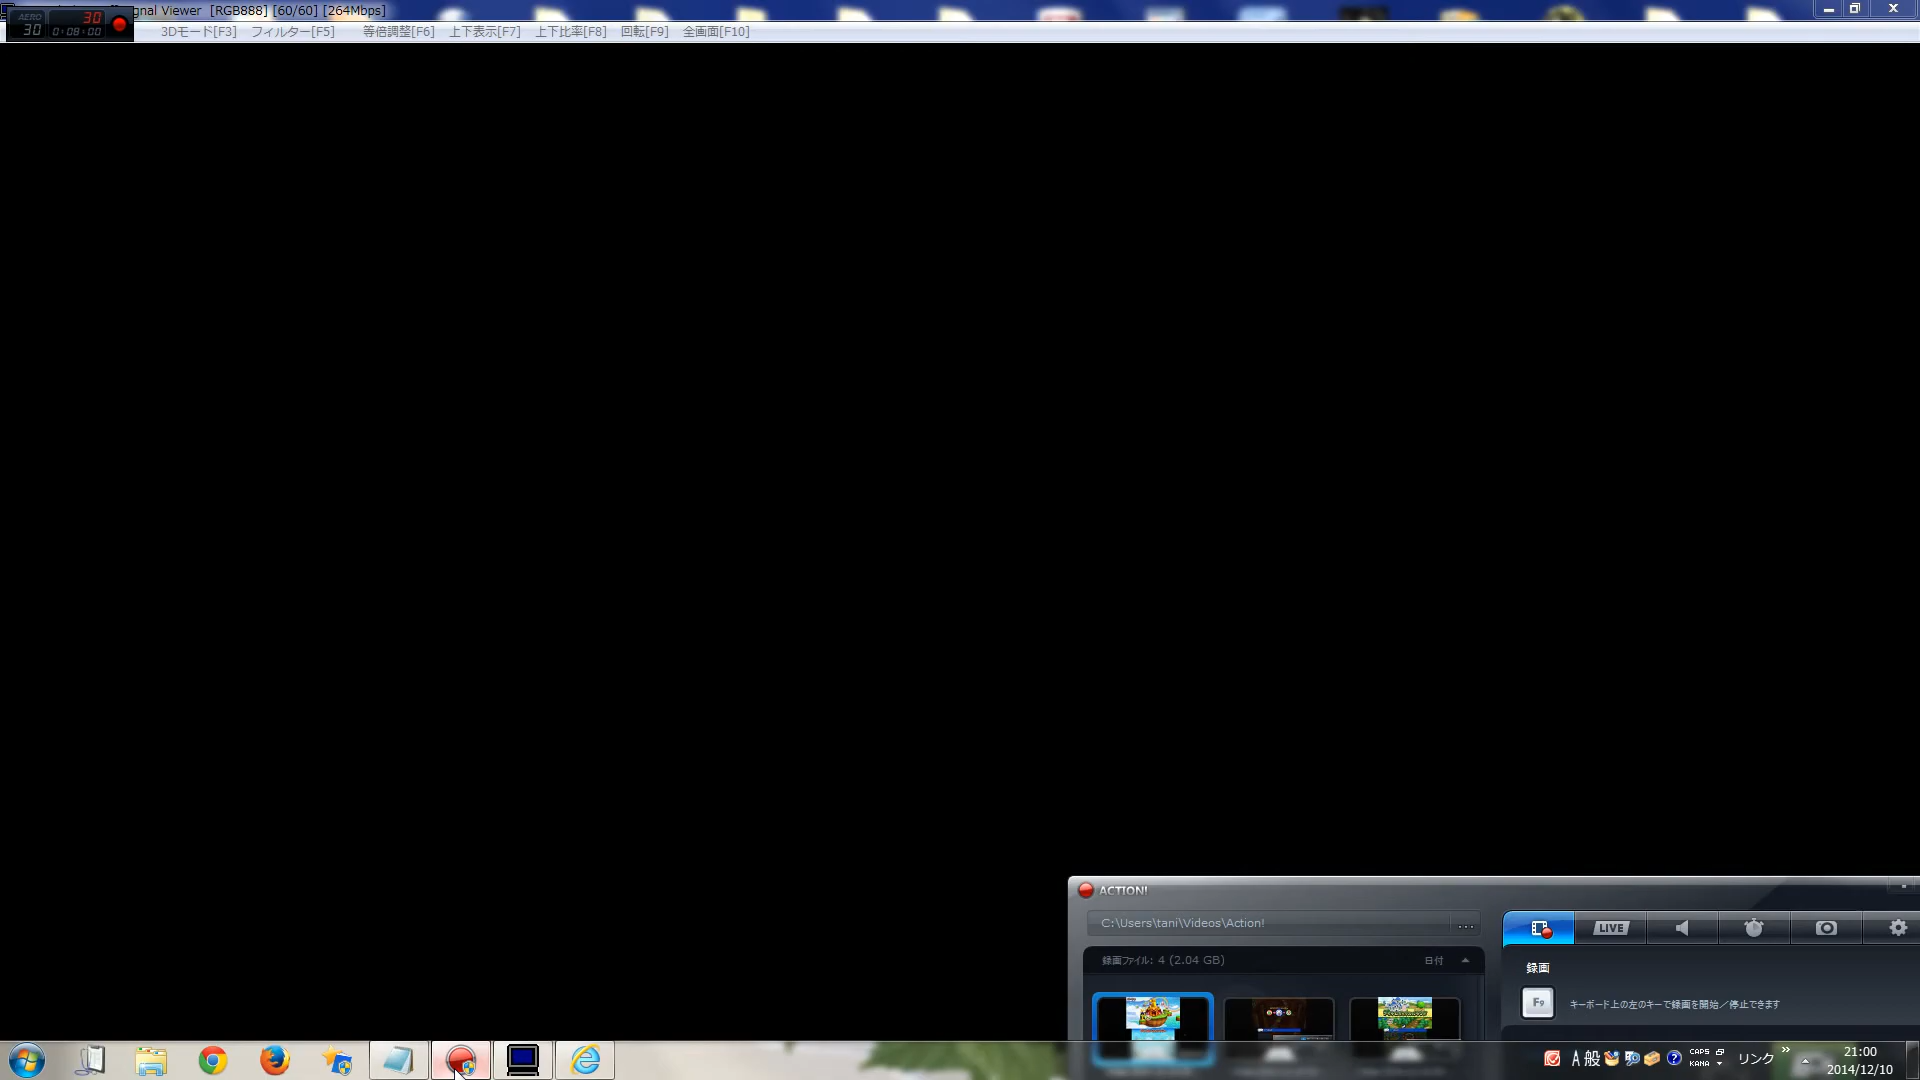 gnal Viewer [RGB888] [60/60] [264Mbps]
AERO 30
30 0:08:00
3Dモード[F3] フィルター[F5] 等倍調整[F6] 上下表示[F7] 上下比率[F8] 回転[F9] 全画面[F10]
ACTION!
C:\Users\tani\Videos\Action! ...
LIVE
録画ファイル: 4 (2.04 GB) 日付
録画
F9 キーボード上の左のキーで録画を開始/停止できます
A 般 CAPS KANA リンク
21:00
2014/12/10